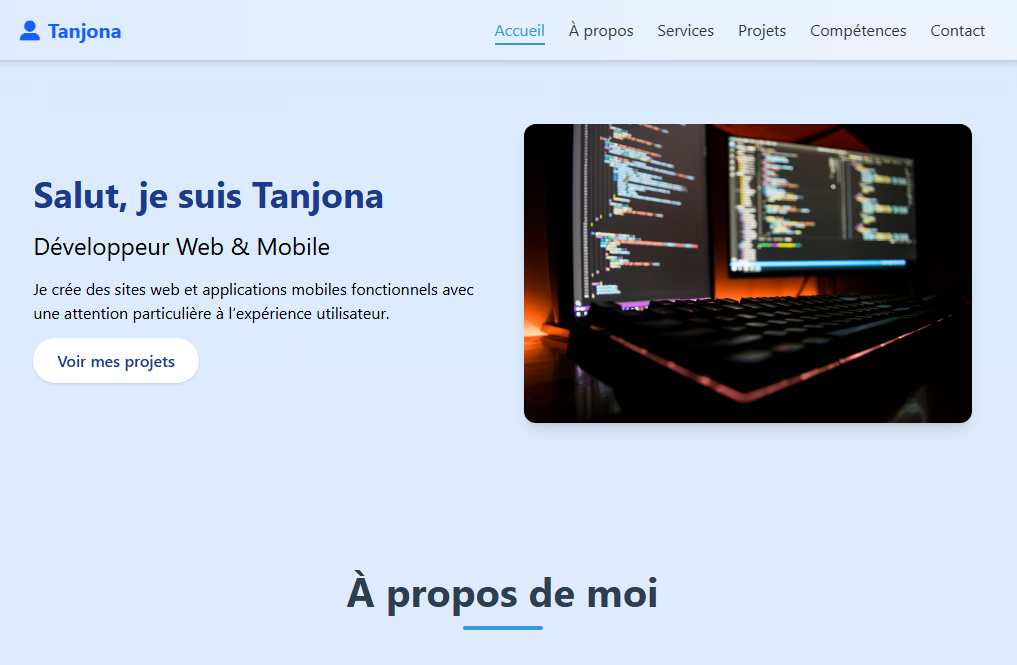 Tanjona
Accueil À propos Services Projets Compétences Contact
Salut, je suis Tanjona
Développeur Web & Mobile
Je crée des sites web et applications mobiles fonctionnels avec
une attention particulière à l’expérience utilisateur.
Voir mes projets
À propos de moi